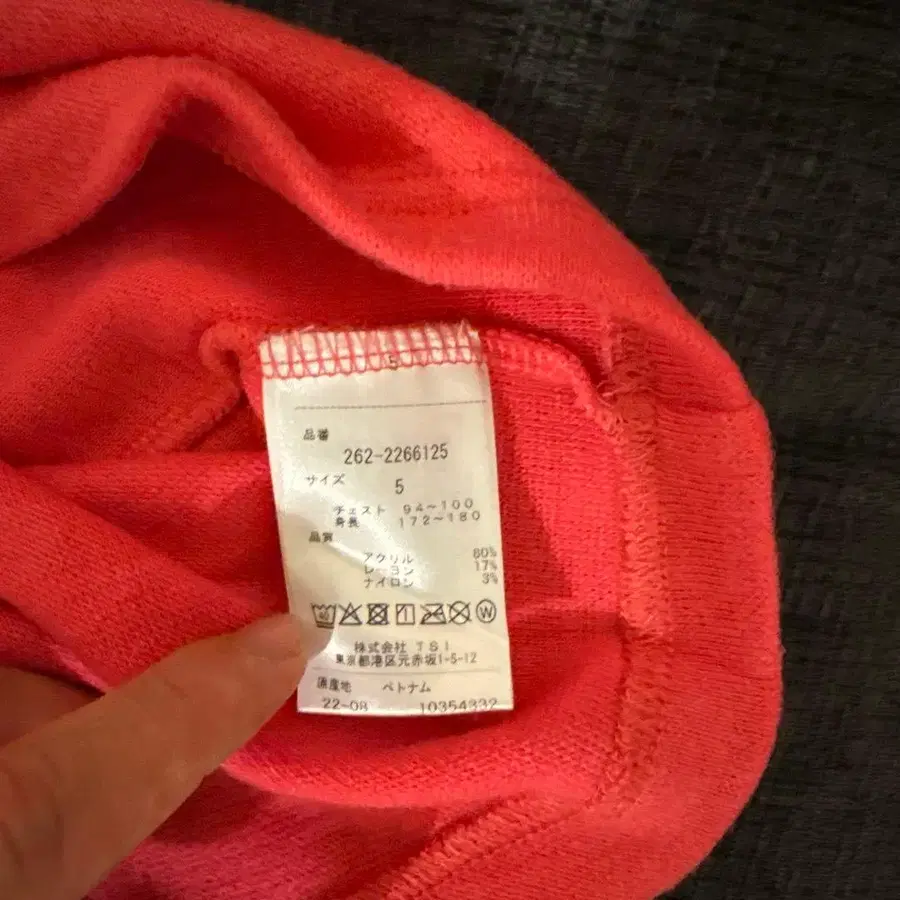 5
品番
262-2266125
サイズ
5
チェスト 94~100
身長 172~180
品質
アクリル 80%
レーヨン 17%
ナイロン 3%
40 W
株式会社 TSI
東京都港区元赤坂1-5-12
原産地 ベトナム
22-08 10354332